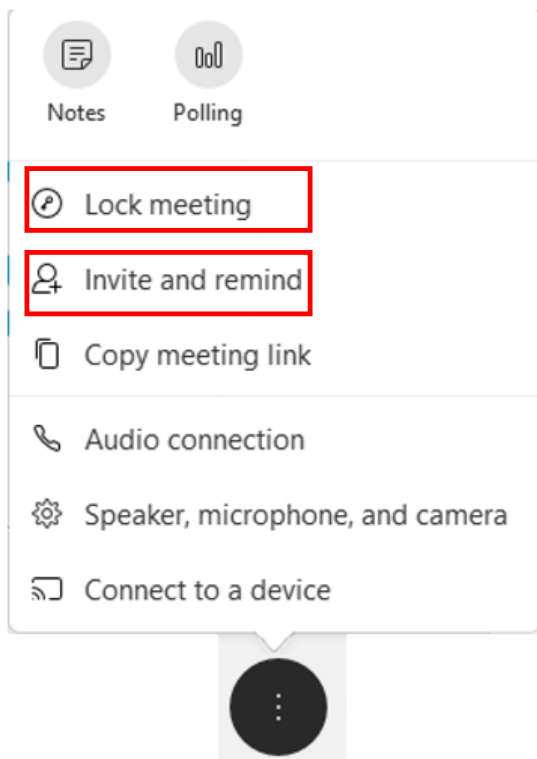 Notes Polling
Lock meeting
Invite and remind
Copy meeting link
Audio connection
Speaker, microphone, and camera
Connect to a device